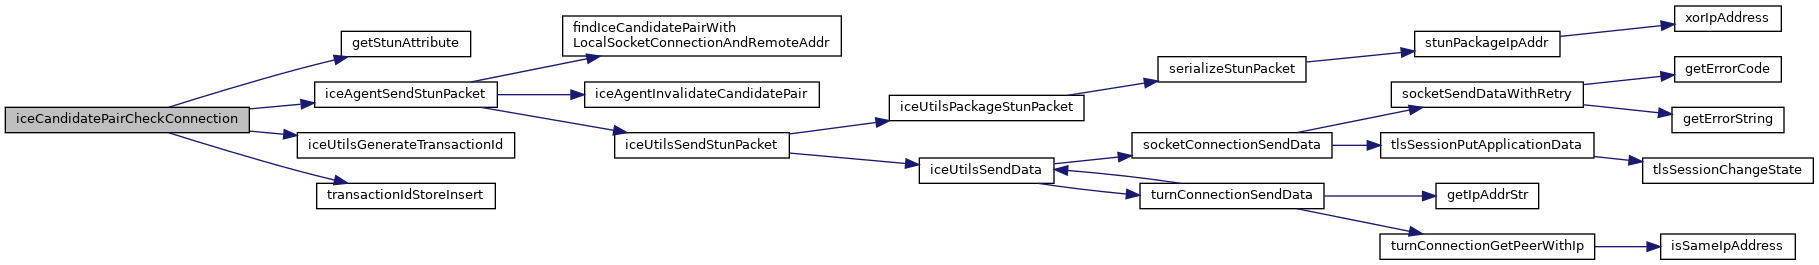 iceCandidatePairCheckConnection
getStunAttribute
iceAgentSendStunPacket
iceUtilsGenerateTransactionId
transactionIdStoreInsert
findIceCandidatePairWith
LocalSocketConnectionAndRemoteAddr
iceAgentInvalidateCandidatePair
iceUtilsSendStunPacket
iceUtilsPackageStunPacket
iceUtilsSendData
serializeStunPacket
socketConnectionSendData
turnConnectionSendData
stunPackageIpAddr
socketSendDataWithRetry
tlsSessionPutApplicationData
getIpAddrStr
turnConnectionGetPeerWithIp
xorIpAddress
getErrorCode
getErrorString
tlsSessionChangeState
isSameIpAddress